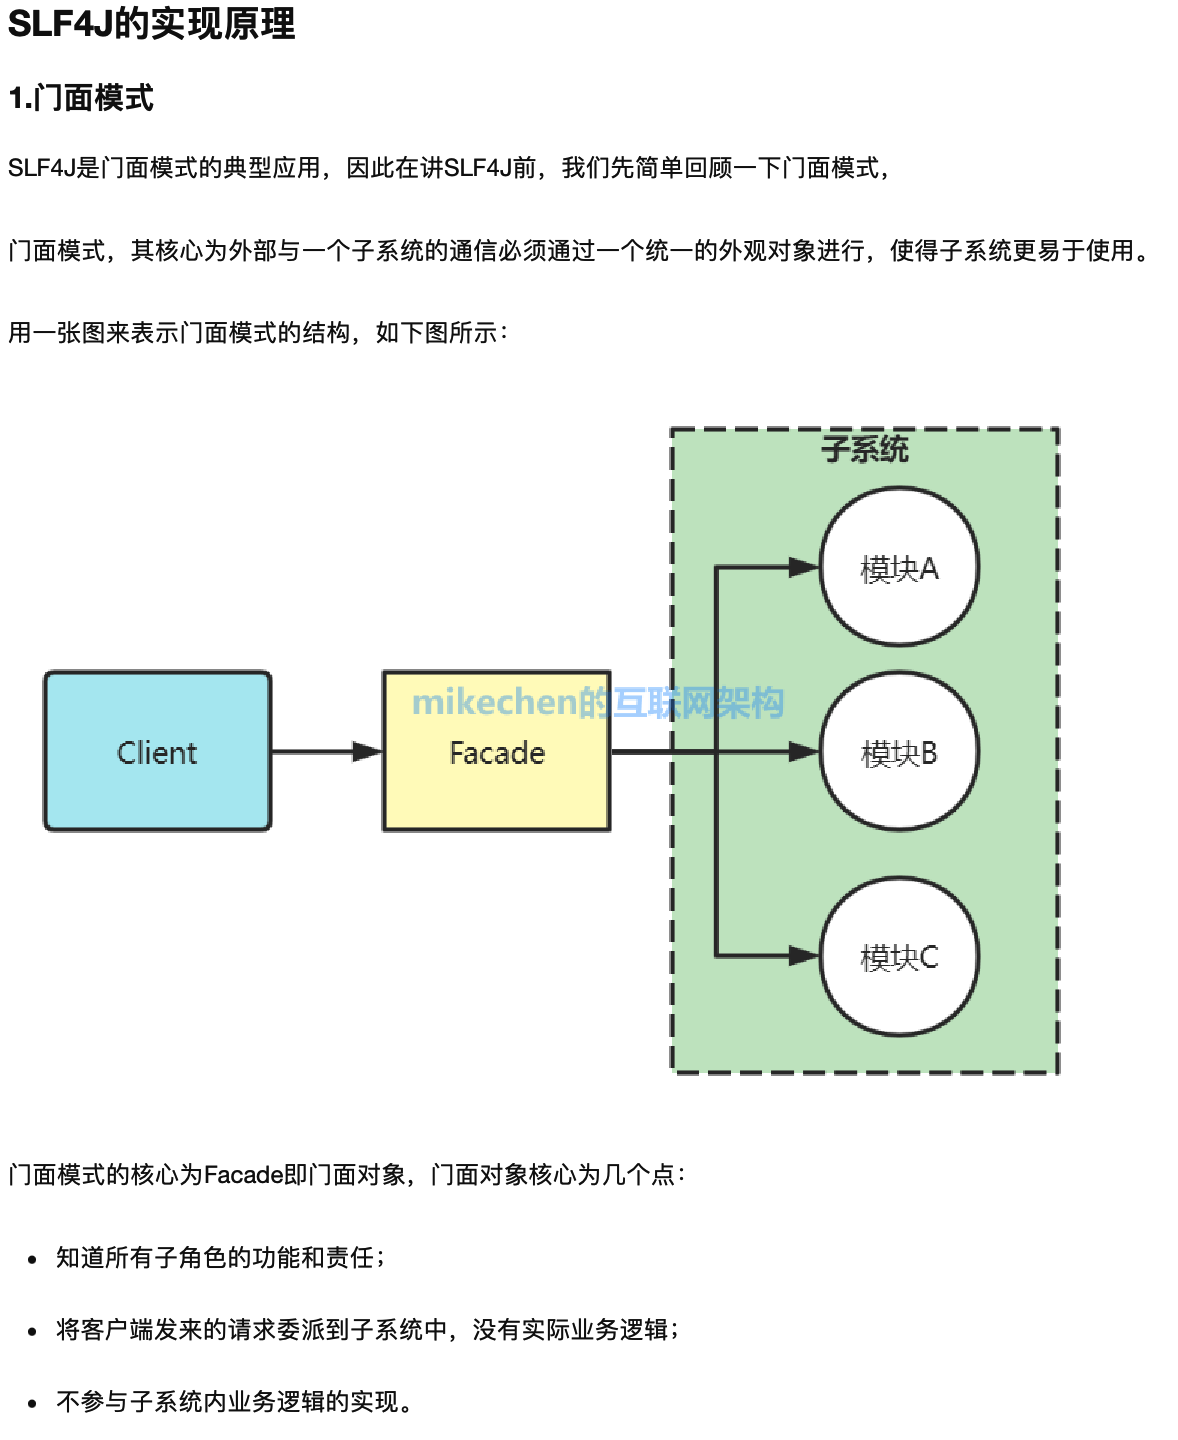 SLF4J的实现原理
1.门面模式
SLF4J是门面模式的典型应用，因此在讲SLF4J前，我们先简单回顾一下门面模式，
门面模式，其核心为外部与一个子系统的通信必须通过一个统一的外观对象进行，使得子系统更易于使用。
用一张图来表示门面模式的结构，如下图所示：
子系统
模块A
mikechen的互联网架构
Client
Facade
模块B
模块C
门面模式的核心为Facade即门面对象，门面对象核心为几个点：
• 知道所有子角色的功能和责任；
• 将客户端发来的请求委派到子系统中，没有实际业务逻辑；
• 不参与子系统内业务逻辑的实现。